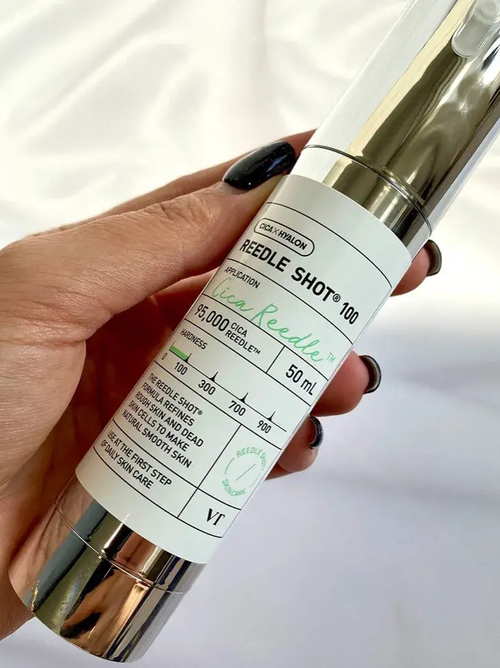 CICA X HYALON
REEDLE SHOT® 100
APPLICATION
Cica Reedle™
95,000 CICA
REEDLE™
50 mL
HARDNESS
0 100 300 700 900
THE REEDLE SHOT®
FORMULA REFINES
ROUGH SKIN AND DEAD
SKIN CELLS TO MAKE
NATURAL SMOOTH SKIN
REEDLE SHOT
SKINCARE
USE AT THE FIRST STEP
OF DAILY SKIN CARE
VT